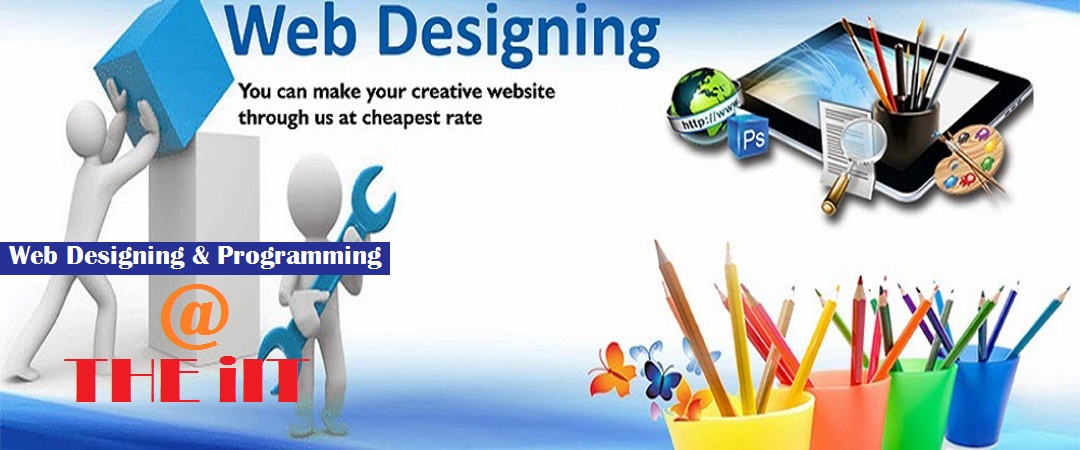 Web Designing
You can make your creative website
through us at cheapest rate
http://www.
Ps
Web Designing & Programming
@
THE iIT